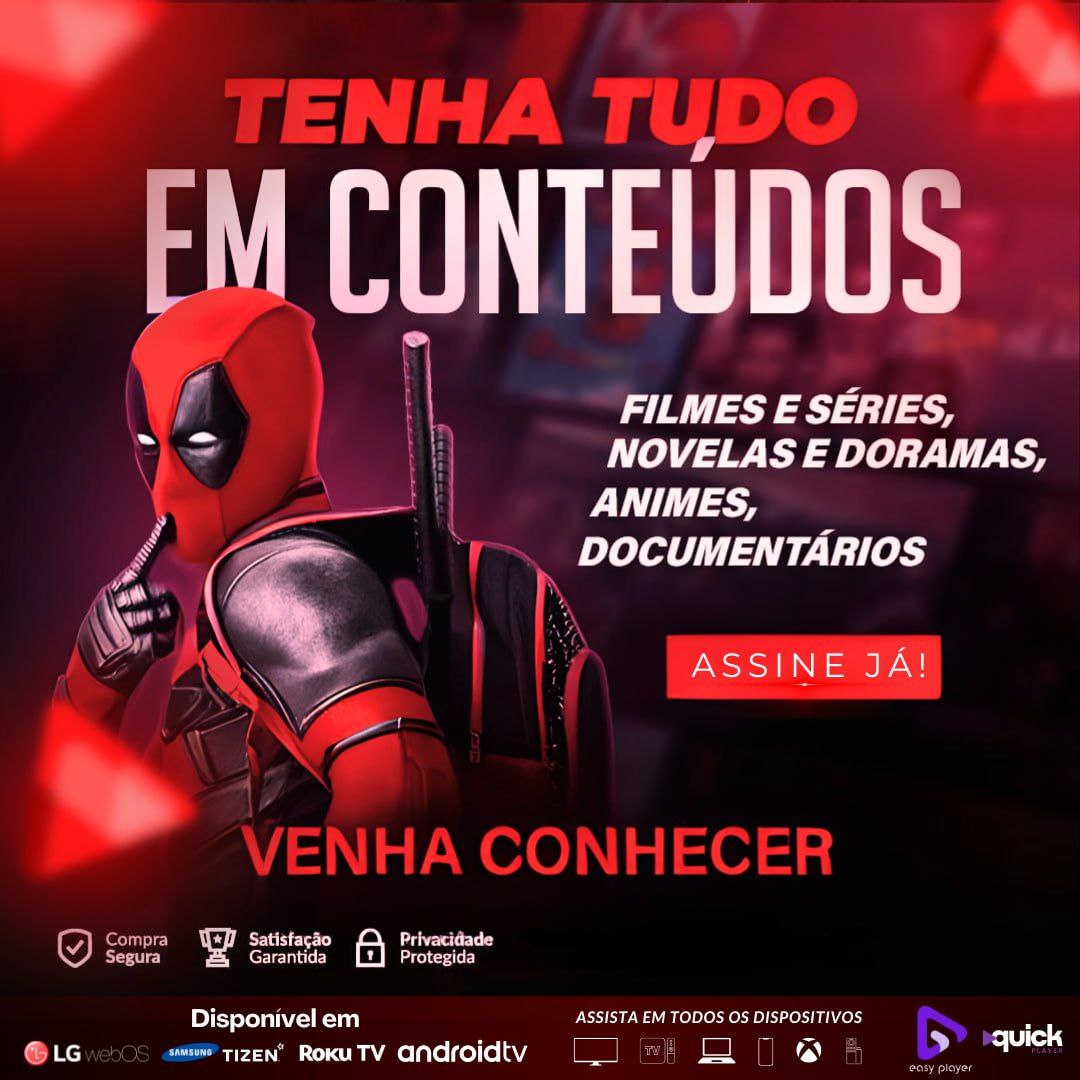 TENHA TUDO
EM CONTEÚDOS
FILMES E SÉRIES,
NOVELAS E DORAMAS,
ANIMES,
DOCUMENTÁRIOS
ASSINE JÁ!
VENHA CONHECER
Compra
Segura
Satisfação
Garantida
Privacidade
Protegida
Disponível em
LG webOS
SAMSUNG TIZEN
ROKU TV
androidtv
ASSISTA EM TODOS OS DISPOSITIVOS
TV
easy player
quick
PLAYER